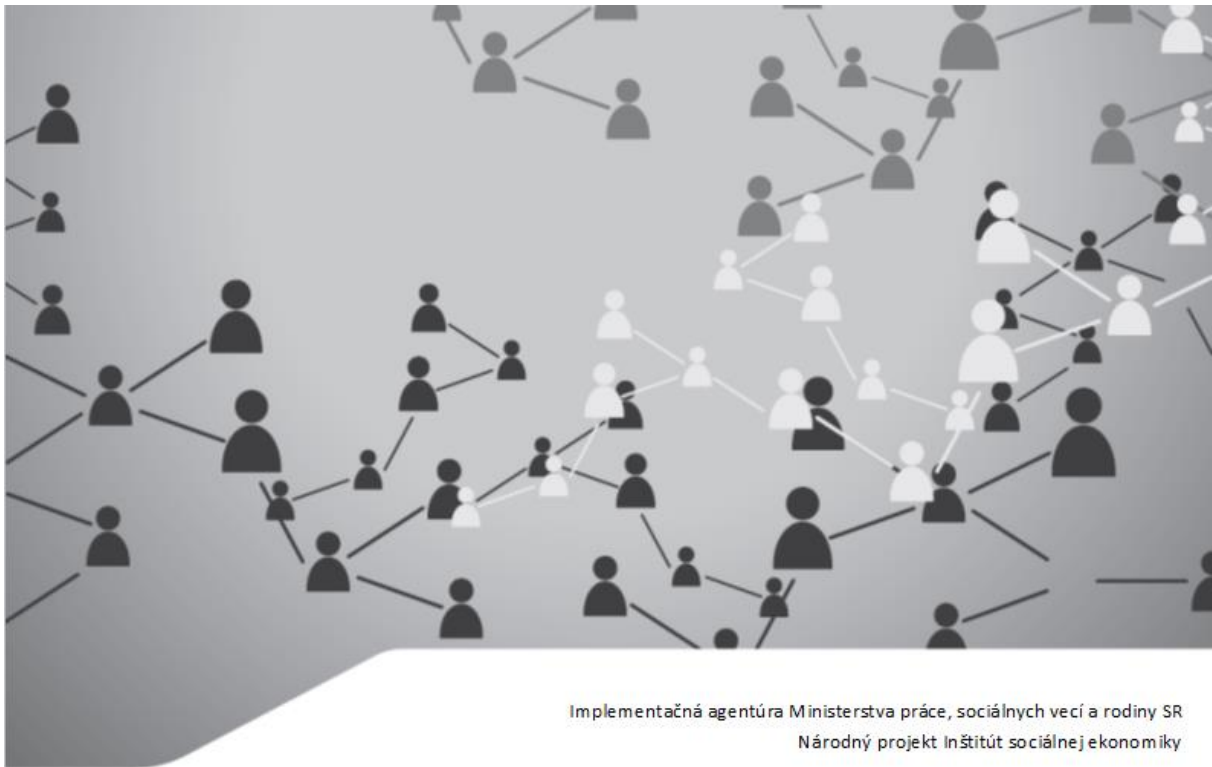 Implementačná agentúra Ministerstva práce, sociálnych vecí a rodiny SR
Národný projekt Inštitút sociálnej ekonomiky